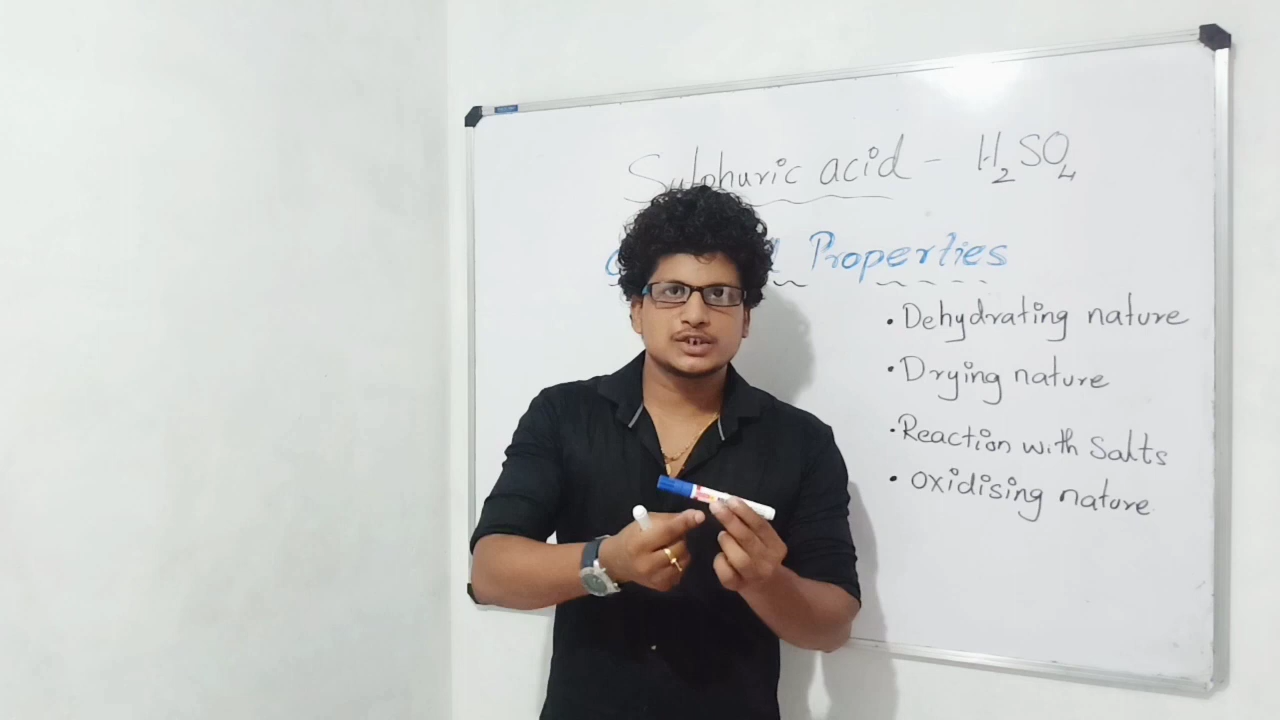 Sulphuric acid - H₂SO₄
Properties
• Dehydrating nature
• Drying nature
• Reaction with Salts
• Oxidising nature